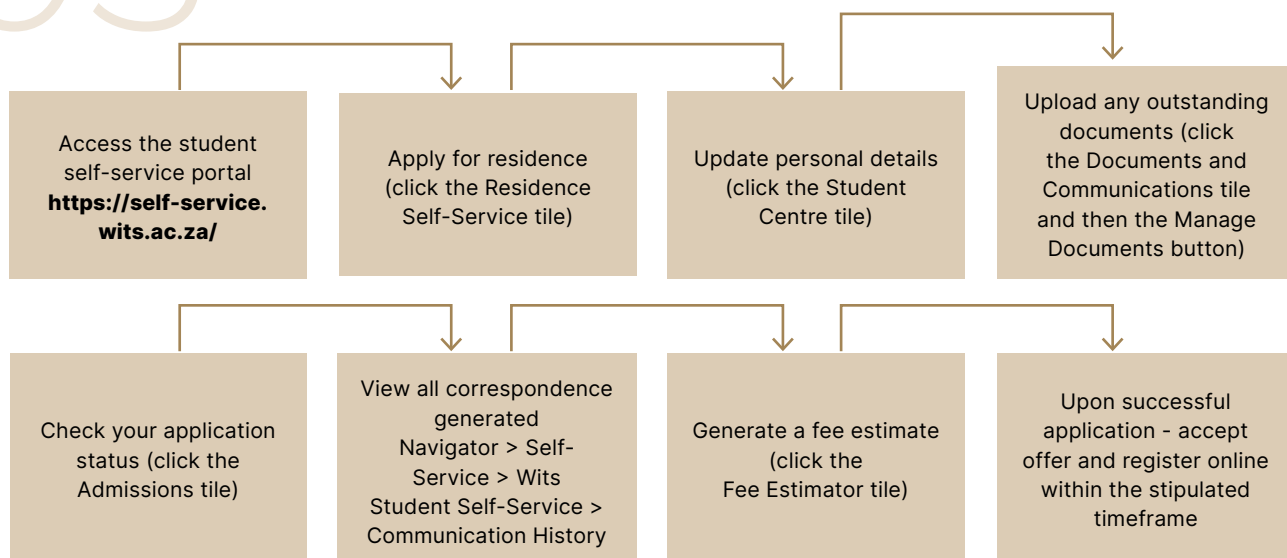 Access the student
self-service portal
https://self-service.
wits.ac.za/
Apply for residence
(click the Residence
Self-Service tile)
Update personal details
(click the Student
Centre tile)
Upload any outstanding
documents (click
the Documents and
Communications tile
and then the Manage
Documents button)
Check your application
status (click the
Admissions tile)
View all correspondence
generated
Navigator > Self-
Service > Wits
Student Self-Service >
Communication History
Generate a fee estimate
(click the
Fee Estimator tile)
Upon successful
application - accept
offer and register online
within the stipulated
timeframe